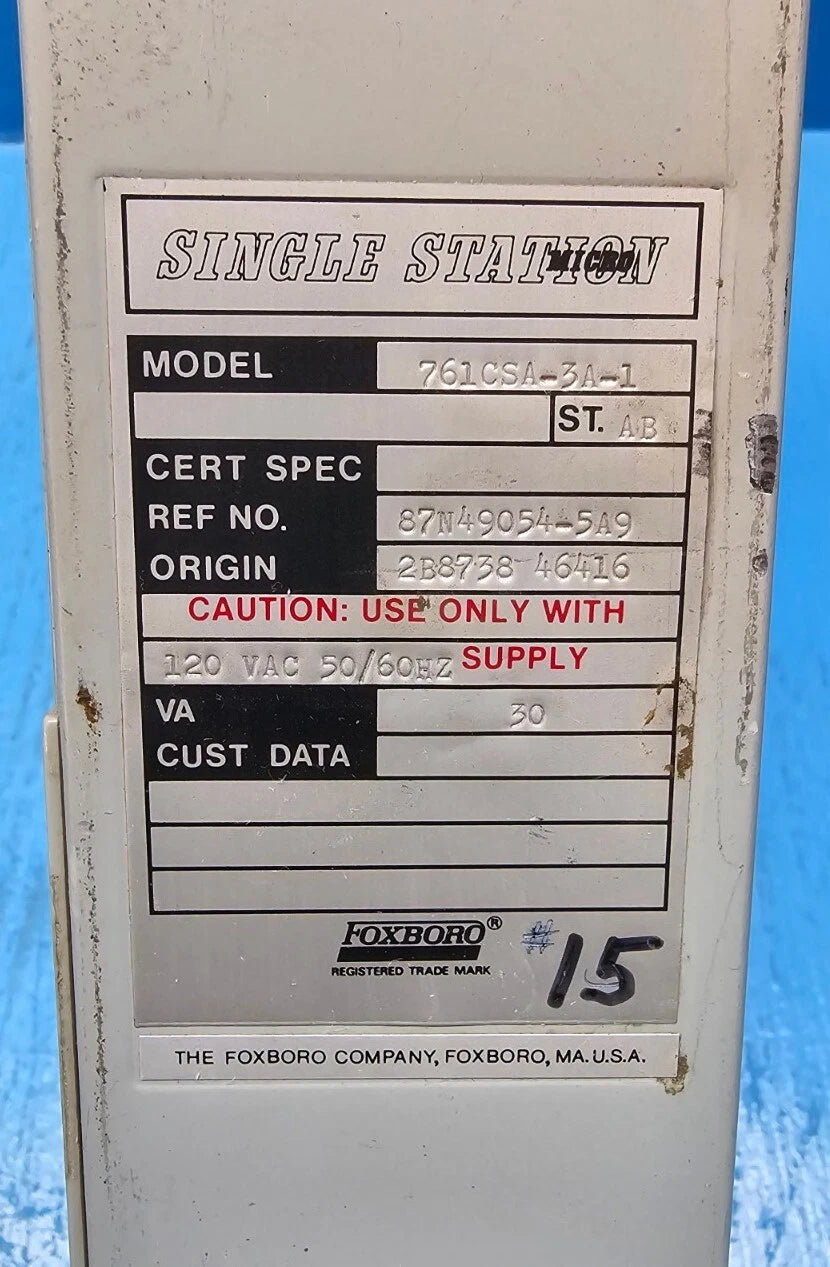 SINGLE STATION
MICRO
MODEL 761CSA-3A-1
ST. AB
CERT SPEC
REF NO. 87N49054-5A9
ORIGIN 2B8738 46416
CAUTION: USE ONLY WITH
120 VAC 50/60HZ SUPPLY
VA 30
CUST DATA
FOXBORO®
REGISTERED TRADE MARK
#15
THE FOXBORO COMPANY, FOXBORO, MA. U.S.A.